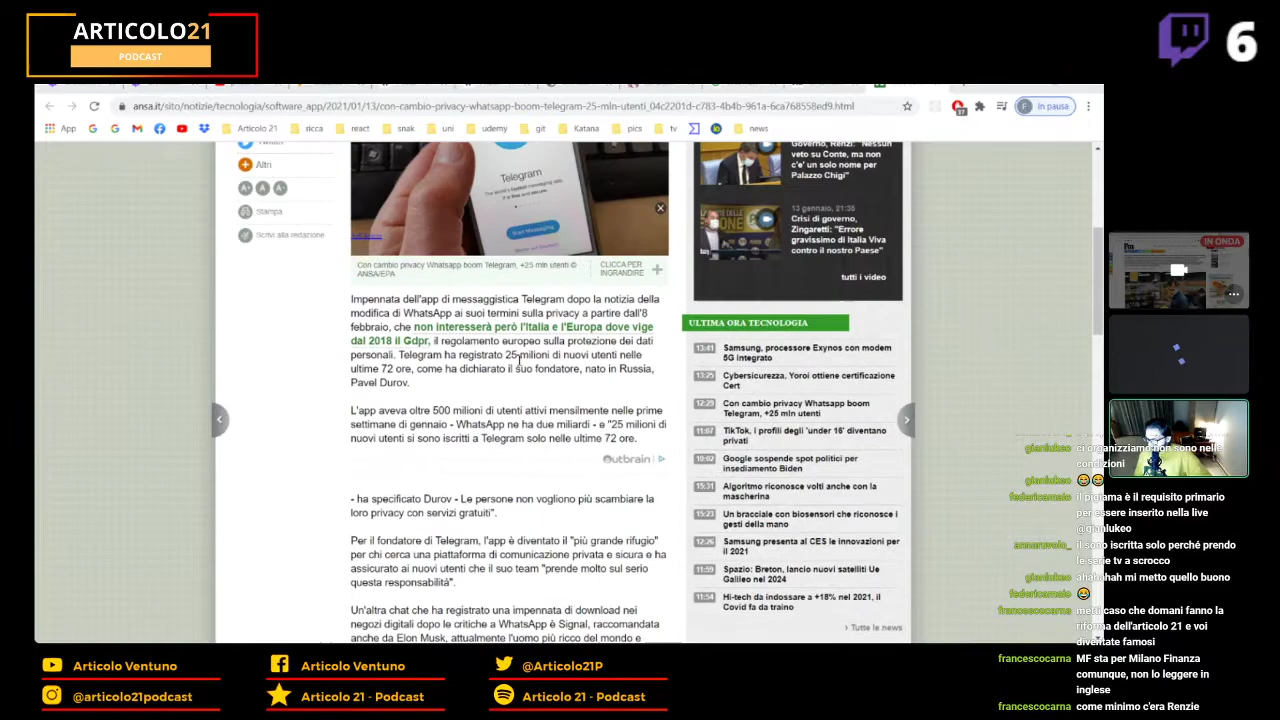 ARTICOLO21
PODCAST
6
ansa.it/sito/notizie/tecnologia/software_app/2021/01/13/con-cambio-privacy-whatsapp-boom-telegram-25-mln-utenti_04c2201d-c783-4b4b-961a-6ca768558ed9.html
37
F In pausa
App
Articolo 21
ricca
react
snak
uni
udemy
git
Katana
pics
tv
news
Twitter
Altri
A+ A A+
Stampa
Scrivi alla redazione
Telegram
Start Messaging
Con cambio privacy Whatsapp boom Telegram, +25 mln utenti ©
ANSA/EPA
CLICCA PER
INGRANDIRE
Impennata dell'app di messaggistica Telegram dopo la notizia della
modifica di WhatsApp ai suoi termini sulla privacy a partire dall'8
febbraio, che non interesserà però l'Italia e l'Europa dove vige
dal 2018 il Gdpr, il regolamento europeo sulla protezione dei dati
personali. Telegram ha registrato 25 milioni di nuovi utenti nelle
ultime 72 ore, come ha dichiarato il suo fondatore, nato in Russia,
Pavel Durov.
L'app aveva oltre 500 milioni di utenti attivi mensilmente nelle prime
settimane di gennaio - WhatsApp ne ha due miliardi - e "25 milioni di
nuovi utenti si sono iscritti a Telegram solo nelle ultime 72 ore.
Outbrain
- ha specificato Durov - Le persone non vogliono più scambiare la
loro privacy con servizi gratuiti".
Per il fondatore di Telegram, l'app è diventato il "più grande rifugio"
per chi cerca una piattaforma di comunicazione privata e sicura e ha
assicurato ai nuovi utenti che il suo team "prende molto sul serio
questa responsabilità".
Un'altra chat che ha registrato una impennata di download nei
negozi digitali dopo le critiche a WhatsApp è Signal, raccomandata
anche da Elon Musk, attualmente l'uomo più ricco del mondo e
Governo, Renzi: "Nessun
veto su Conte, ma non
c'e' un solo nome per
Palazzo Chigi"
13 gennaio, 21:35
Crisi di governo,
Zingaretti: "Errore
gravissimo di Italia Viva
contro il nostro Paese"
tutti i video
ULTIMA ORA TECNOLOGIA
13:41 Samsung, processore Exynos con modem
5G integrato
13:25 Cybersicurezza, Yoroi ottiene certificazione
Cert
12:29 Con cambio privacy Whatsapp boom
Telegram, +25 mln utenti
11:07 TikTok, i profili degli 'under 16' diventano
privati
10:02 Google sospende spot politici per
insediamento Biden
15:31 Algoritmo riconosce volti anche con la
mascherina
15:23 Un bracciale con biosensori che riconosce i
gesti della mano
12:26 Samsung presenta al CES le innovazioni per
il 2021
11:59 Spazio: Breton, lancio nuovi satelliti Ue
Galileo nel 2024
11:54 Hi-tech da indossare a +18% nel 2021, il
Covid fa da traino
› Tutte le news
IN ONDA
gianlukeo ci organizziamo non sono nelle
condizioni
gianlukeo 😄😄
federicamaio il pigiama è il requisito primario
per essere inserito nella live
@gianlukeo
annaruvolo_ il sono iscritta solo perché prendo
le serie tv a scrocco
gianlukeo ahahahah mi metto quello buono
federicamaio 😂
francescocarna metti caso che domani fanno la
riforma dell'articolo 21 e voi
diventate famosi
francescocarna MF sta per Milano Finanza
comunque, non lo leggere in
inglese
francescocarna come minimo c'era Renzie
Articolo Ventuno
Articolo Ventuno
@Articolo21P
@articolo21podcast
Articolo 21 - Podcast
Articolo 21 - Podcast